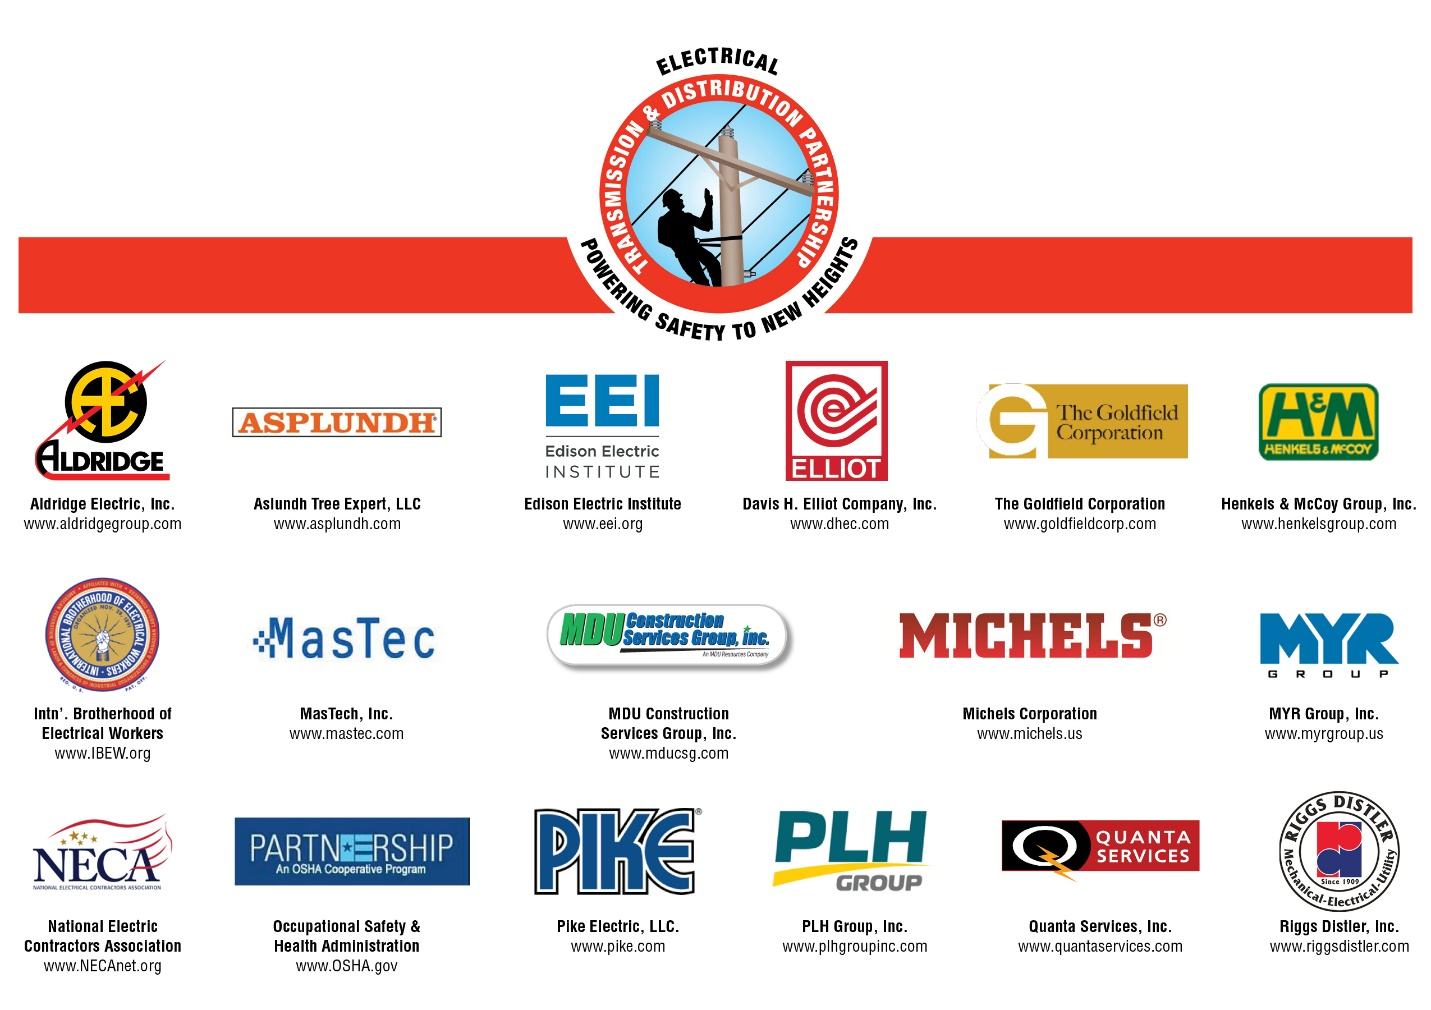 ELECTRICAL
TRANSMISSION & DISTRIBUTION PARTNERSHIP
POWERING SAFETY TO NEW HEIGHTS
ALDRIDGE
Aldridge Electric, Inc.
www.aldridgegroup.com
ASPLUNDH®
Aslundh Tree Expert, LLC
www.asplundh.com
EEI
Edison Electric
INSTITUTE
Edison Electric Institute
www.eei.org
ELLIOT
Davis H. Elliot Company, Inc.
www.dhec.com
The Goldfield
Corporation
The Goldfield Corporation
www.goldfieldcorp.com
H&M
HENKELS & McCOY
Henkels & McCoy Group, Inc.
www.henkelsgroup.com
INTERNATIONAL BROTHERHOOD OF ELECTRICAL WORKERS
Intn’. Brotherhood of
Electrical Workers
www.IBEW.org
MasTec
MasTech, Inc.
www.mastec.com
MDU Construction
Services Group, inc.
An MDU Resources Company
MDU Construction
Services Group, Inc.
www.mducsg.com
MICHELS®
Michels Corporation
www.michels.us
MYR
GROUP
MYR Group, Inc.
www.myrgroup.us
NECA
NATIONAL ELECTRICAL CONTRACTORS ASSOCIATION
National Electric
Contractors Association
www.NECAnet.org
PARTNERSHIP
An OSHA Cooperative Program
Occupational Safety &
Health Administration
www.OSHA.gov
PIKE®
Pike Electric, LLC.
www.pike.com
PLH
GROUP
PLH Group, Inc.
www.plhgroupinc.com
QUANTA
SERVICES
Quanta Services, Inc.
www.quantaservices.com
RIGGS DISTLER
Since 1909
Mechanical-Electrical-Utility
Riggs Distler, Inc.
www.riggsdistler.com